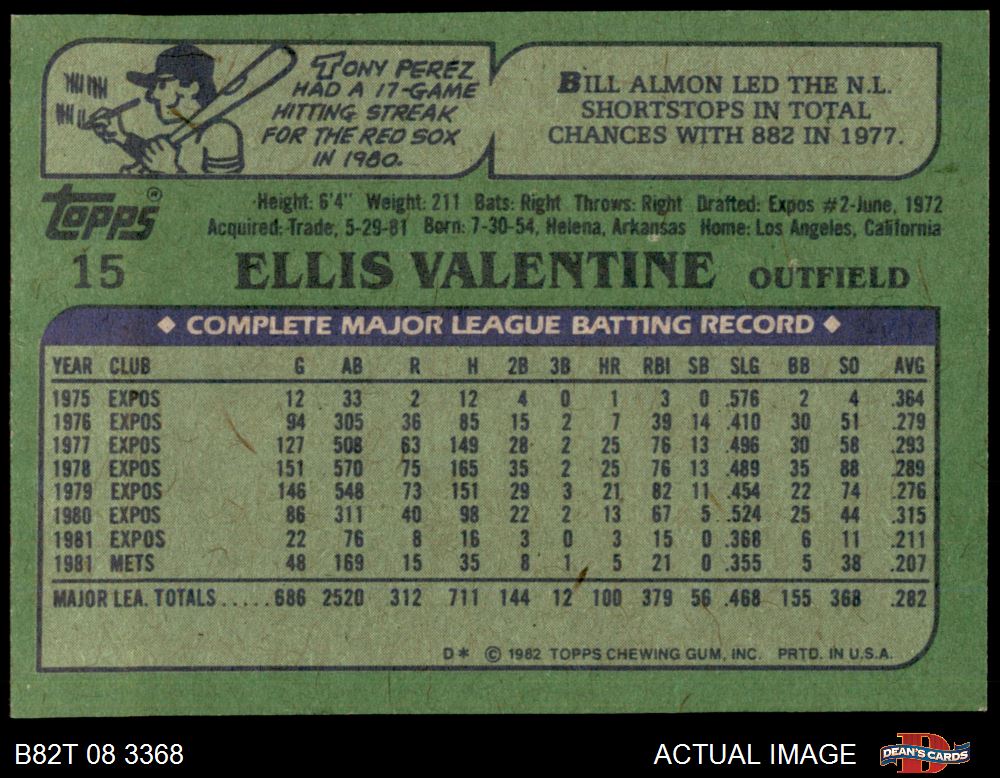 TONY PEREZ
HAD A 17-GAME
HITTING STREAK
FOR THE RED SOX
IN 1980.
BILL ALMON LED THE N.L.
SHORTSTOPS IN TOTAL
CHANCES WITH 882 IN 1977.
TOPPS®
15
Height: 6'4" Weight: 211 Bats: Right Throws: Right Drafted: Expos #2-June, 1972
Acquired: Trade, 5-29-81 Born: 7-30-54, Helena, Arkansas Home: Los Angeles, California
ELLIS VALENTINE OUTFIELD
◆ COMPLETE MAJOR LEAGUE BATTING RECORD ◆
YEAR CLUB G AB R H 2B 3B HR RBI SB SLG BB SO AVG
1975 EXPOS 12 33 2 12 4 0 1 3 0 .576 2 4 .364
1976 EXPOS 94 305 36 85 15 2 7 39 14 .410 30 51 .279
1977 EXPOS 127 508 63 149 28 2 25 76 13 .496 30 58 .293
1978 EXPOS 151 570 75 165 35 2 25 76 13 .489 35 88 .289
1979 EXPOS 146 548 73 151 29 3 21 82 11 .454 22 74 .276
1980 EXPOS 86 311 40 98 22 2 13 67 5 .524 25 44 .315
1981 EXPOS 22 76 8 16 3 0 3 15 0 .368 6 11 .211
1981 METS 48 169 15 35 8 1 5 21 0 .355 5 38 .207
MAJOR LEA. TOTALS.....686 2520 312 711 144 12 100 379 56 .468 155 368 .282
D* © 1982 TOPPS CHEWING GUM, INC. PRTD. IN U.S.A.
B82T 08 3368
ACTUAL IMAGE
DEAN'S CARDS